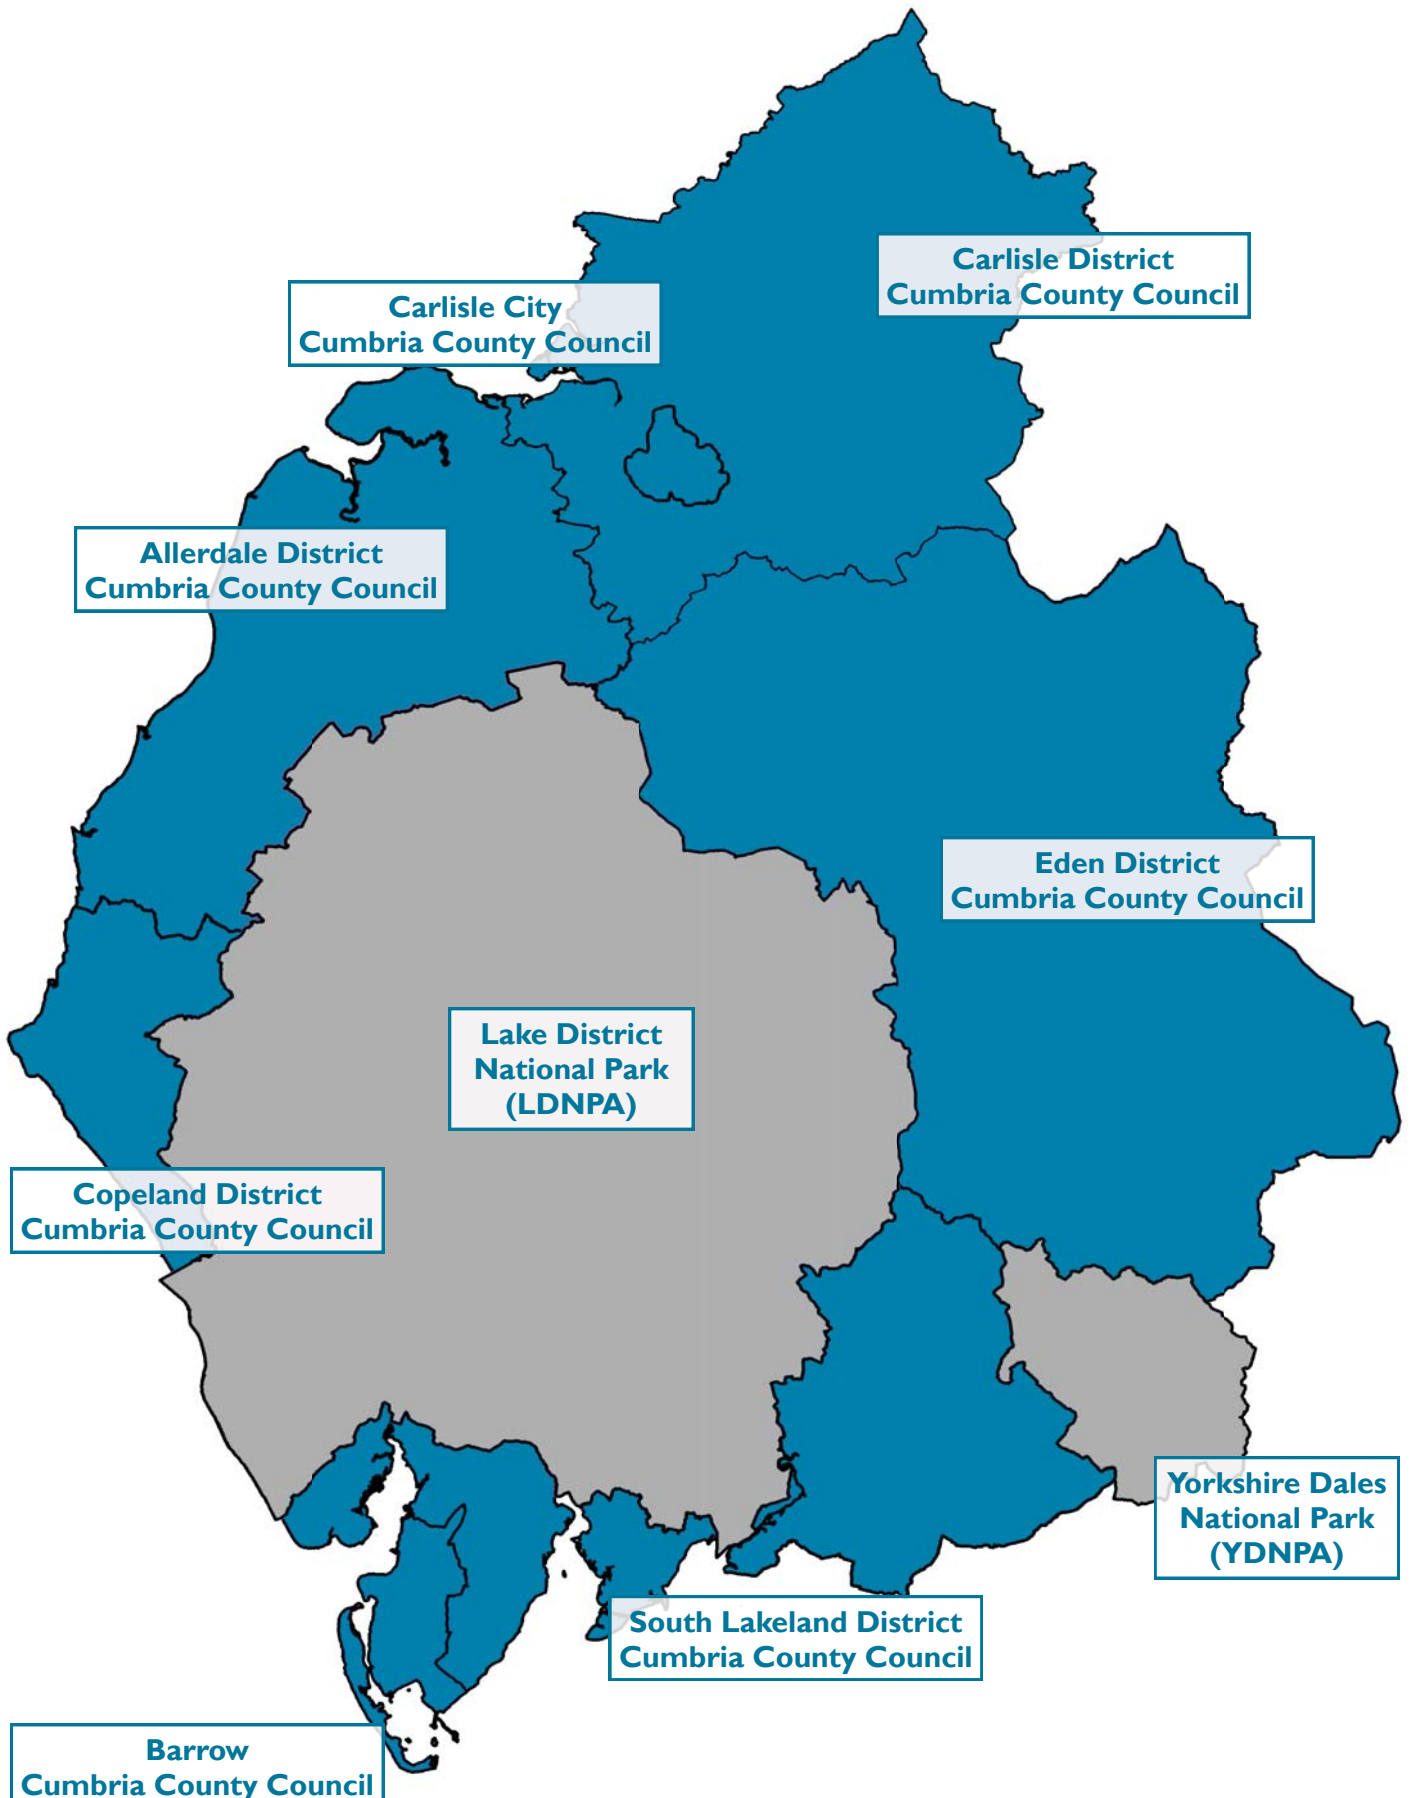 Carlisle District
Cumbria County Council
Carlisle City
Cumbria County Council
Allerdale District
Cumbria County Council
Eden District
Cumbria County Council
Lake District
National Park
(LDNPA)
Copeland District
Cumbria County Council
Yorkshire Dales
National Park
(YDNPA)
South Lakeland District
Cumbria County Council
Barrow
Cumbria County Council